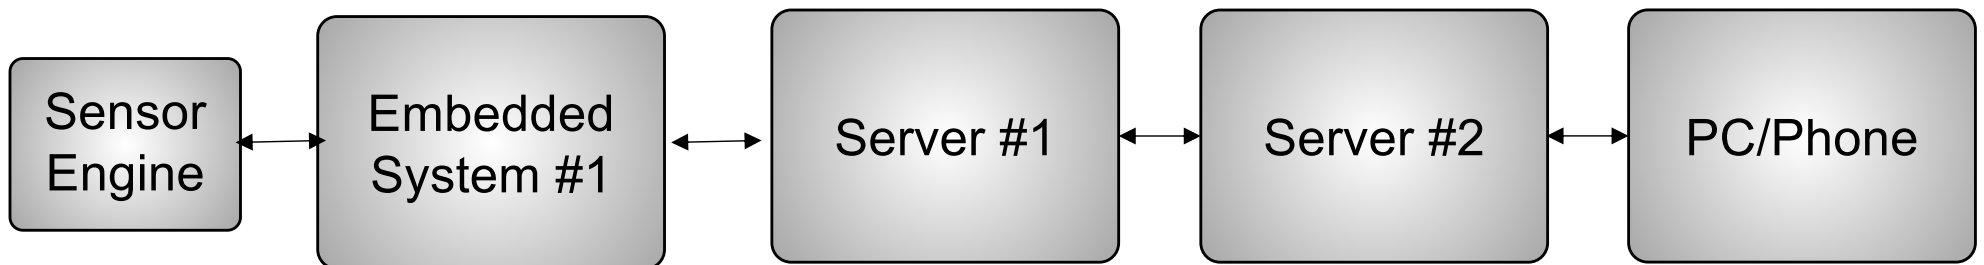 Sensor
Engine
Embedded
System #1
Server #1
Server #2
PC/Phone